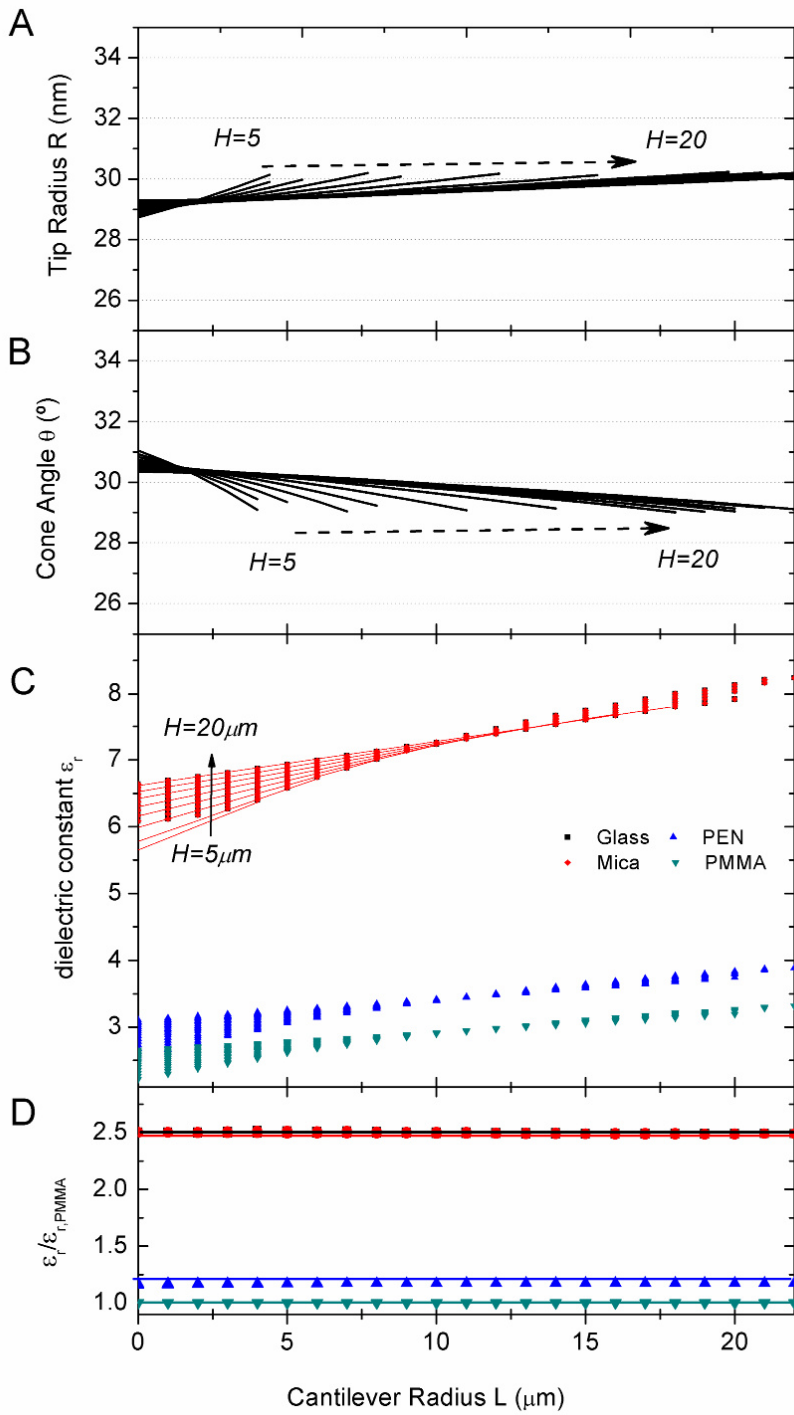 A
Tip Radius R (nm)
34
32
30
28
26
H=5
H=20
B
Cone Angle θ (º)
34
32
30
28
26
H=5
H=20
C
dielectric constant εr
8
7
6
5
4
3
H=20μm
H=5μm
Glass
PEN
Mica
PMMA
D
εr/εr,PMMA
2.5
2.0
1.5
1.0
0
5
10
15
20
Cantilever Radius L (μm)